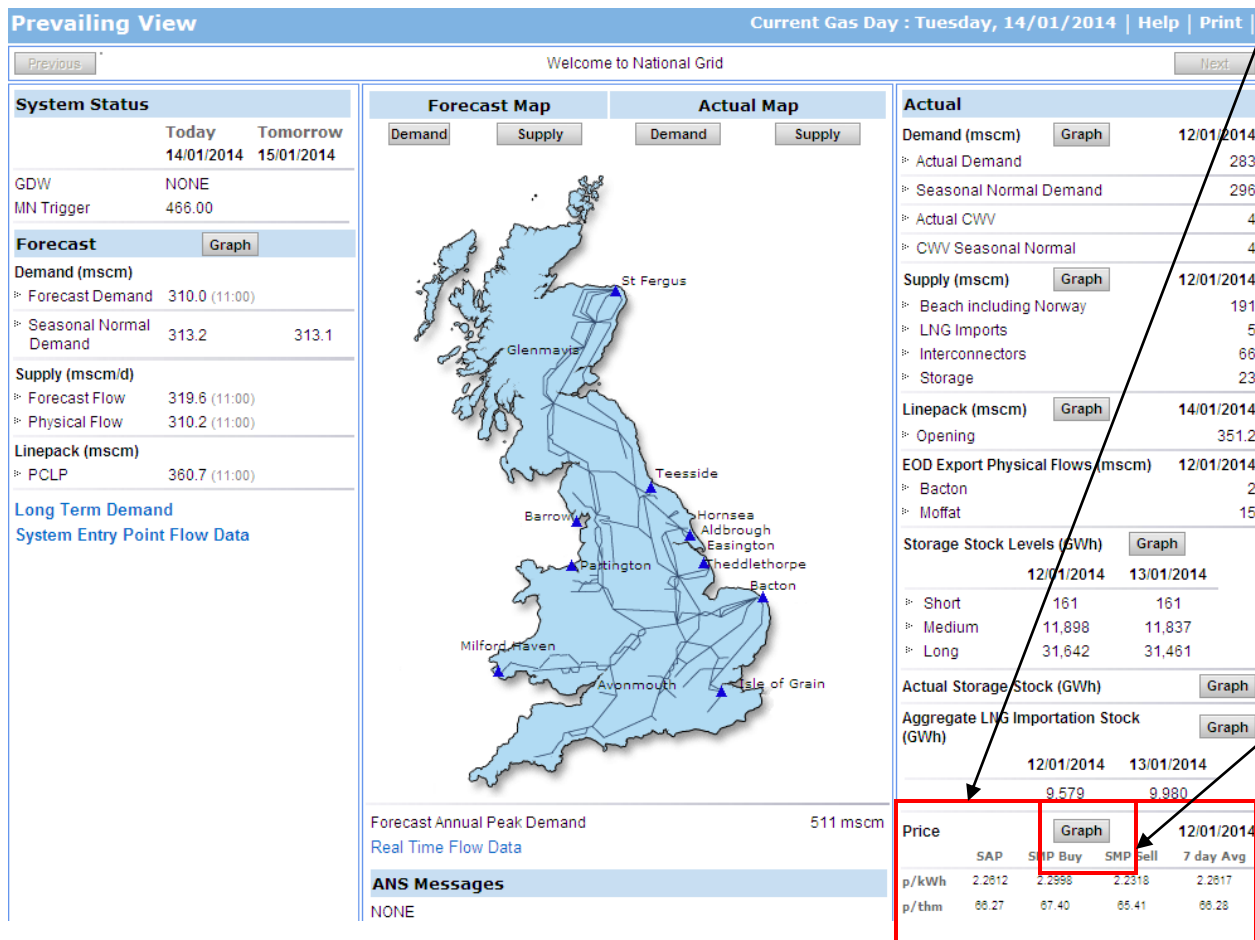 Prevailing View
Current Gas Day : Tuesday, 14/01/2014 | Help | Print |
Previous
Welcome to National Grid
Next
System Status
Today Tomorrow
14/01/2014 15/01/2014
GDW NONE
MN Trigger 466.00
Forecast Graph
Demand (mscm)
Forecast Demand 310.0 (11:00)
Seasonal Normal
Demand 313.2 313.1
Supply (mscm/d)
Forecast Flow 319.6 (11:00)
Physical Flow 310.2 (11:00)
Linepack (mscm)
PCLP 360.7 (11:00)
Long Term Demand
System Entry Point Flow Data
Forecast Map Actual Map
Demand Supply Demand Supply
St Fergus
Glenmavis
Teesside
Barrow
Hornsea
Aldbrough
Easington
Partington
Theddlethorpe
Bacton
Milford Haven
Avonmouth
Isle of Grain
Forecast Annual Peak Demand 511 mscm
Real Time Flow Data
ANS Messages
NONE
Actual
Demand (mscm) Graph 12/01/2014
Actual Demand 283
Seasonal Normal Demand 296
Actual CWV 4
CWV Seasonal Normal 4
Supply (mscm) Graph 12/01/2014
Beach including Norway 191
LNG Imports 5
Interconnectors 66
Storage 23
Linepack (mscm) Graph 14/01/2014
Opening 351.2
EOD Export Physical Flows (mscm) 12/01/2014
Bacton 2
Moffat 15
Storage Stock Levels (GWh) Graph
12/01/2014 13/01/2014
Short 161 161
Medium 11,898 11,837
Long 31,642 31,461
Actual Storage Stock (GWh) Graph
Aggregate LNG Importation Stock
(GWh) Graph
12/01/2014 13/01/2014
9,579 9,980
Price Graph 12/01/2014
SAP SMP Buy SMP Sell 7 day Avg
p/kWh 2.2612 2.2998 2.2318 2.2617
p/thm 66.27 67.40 65.41 66.28